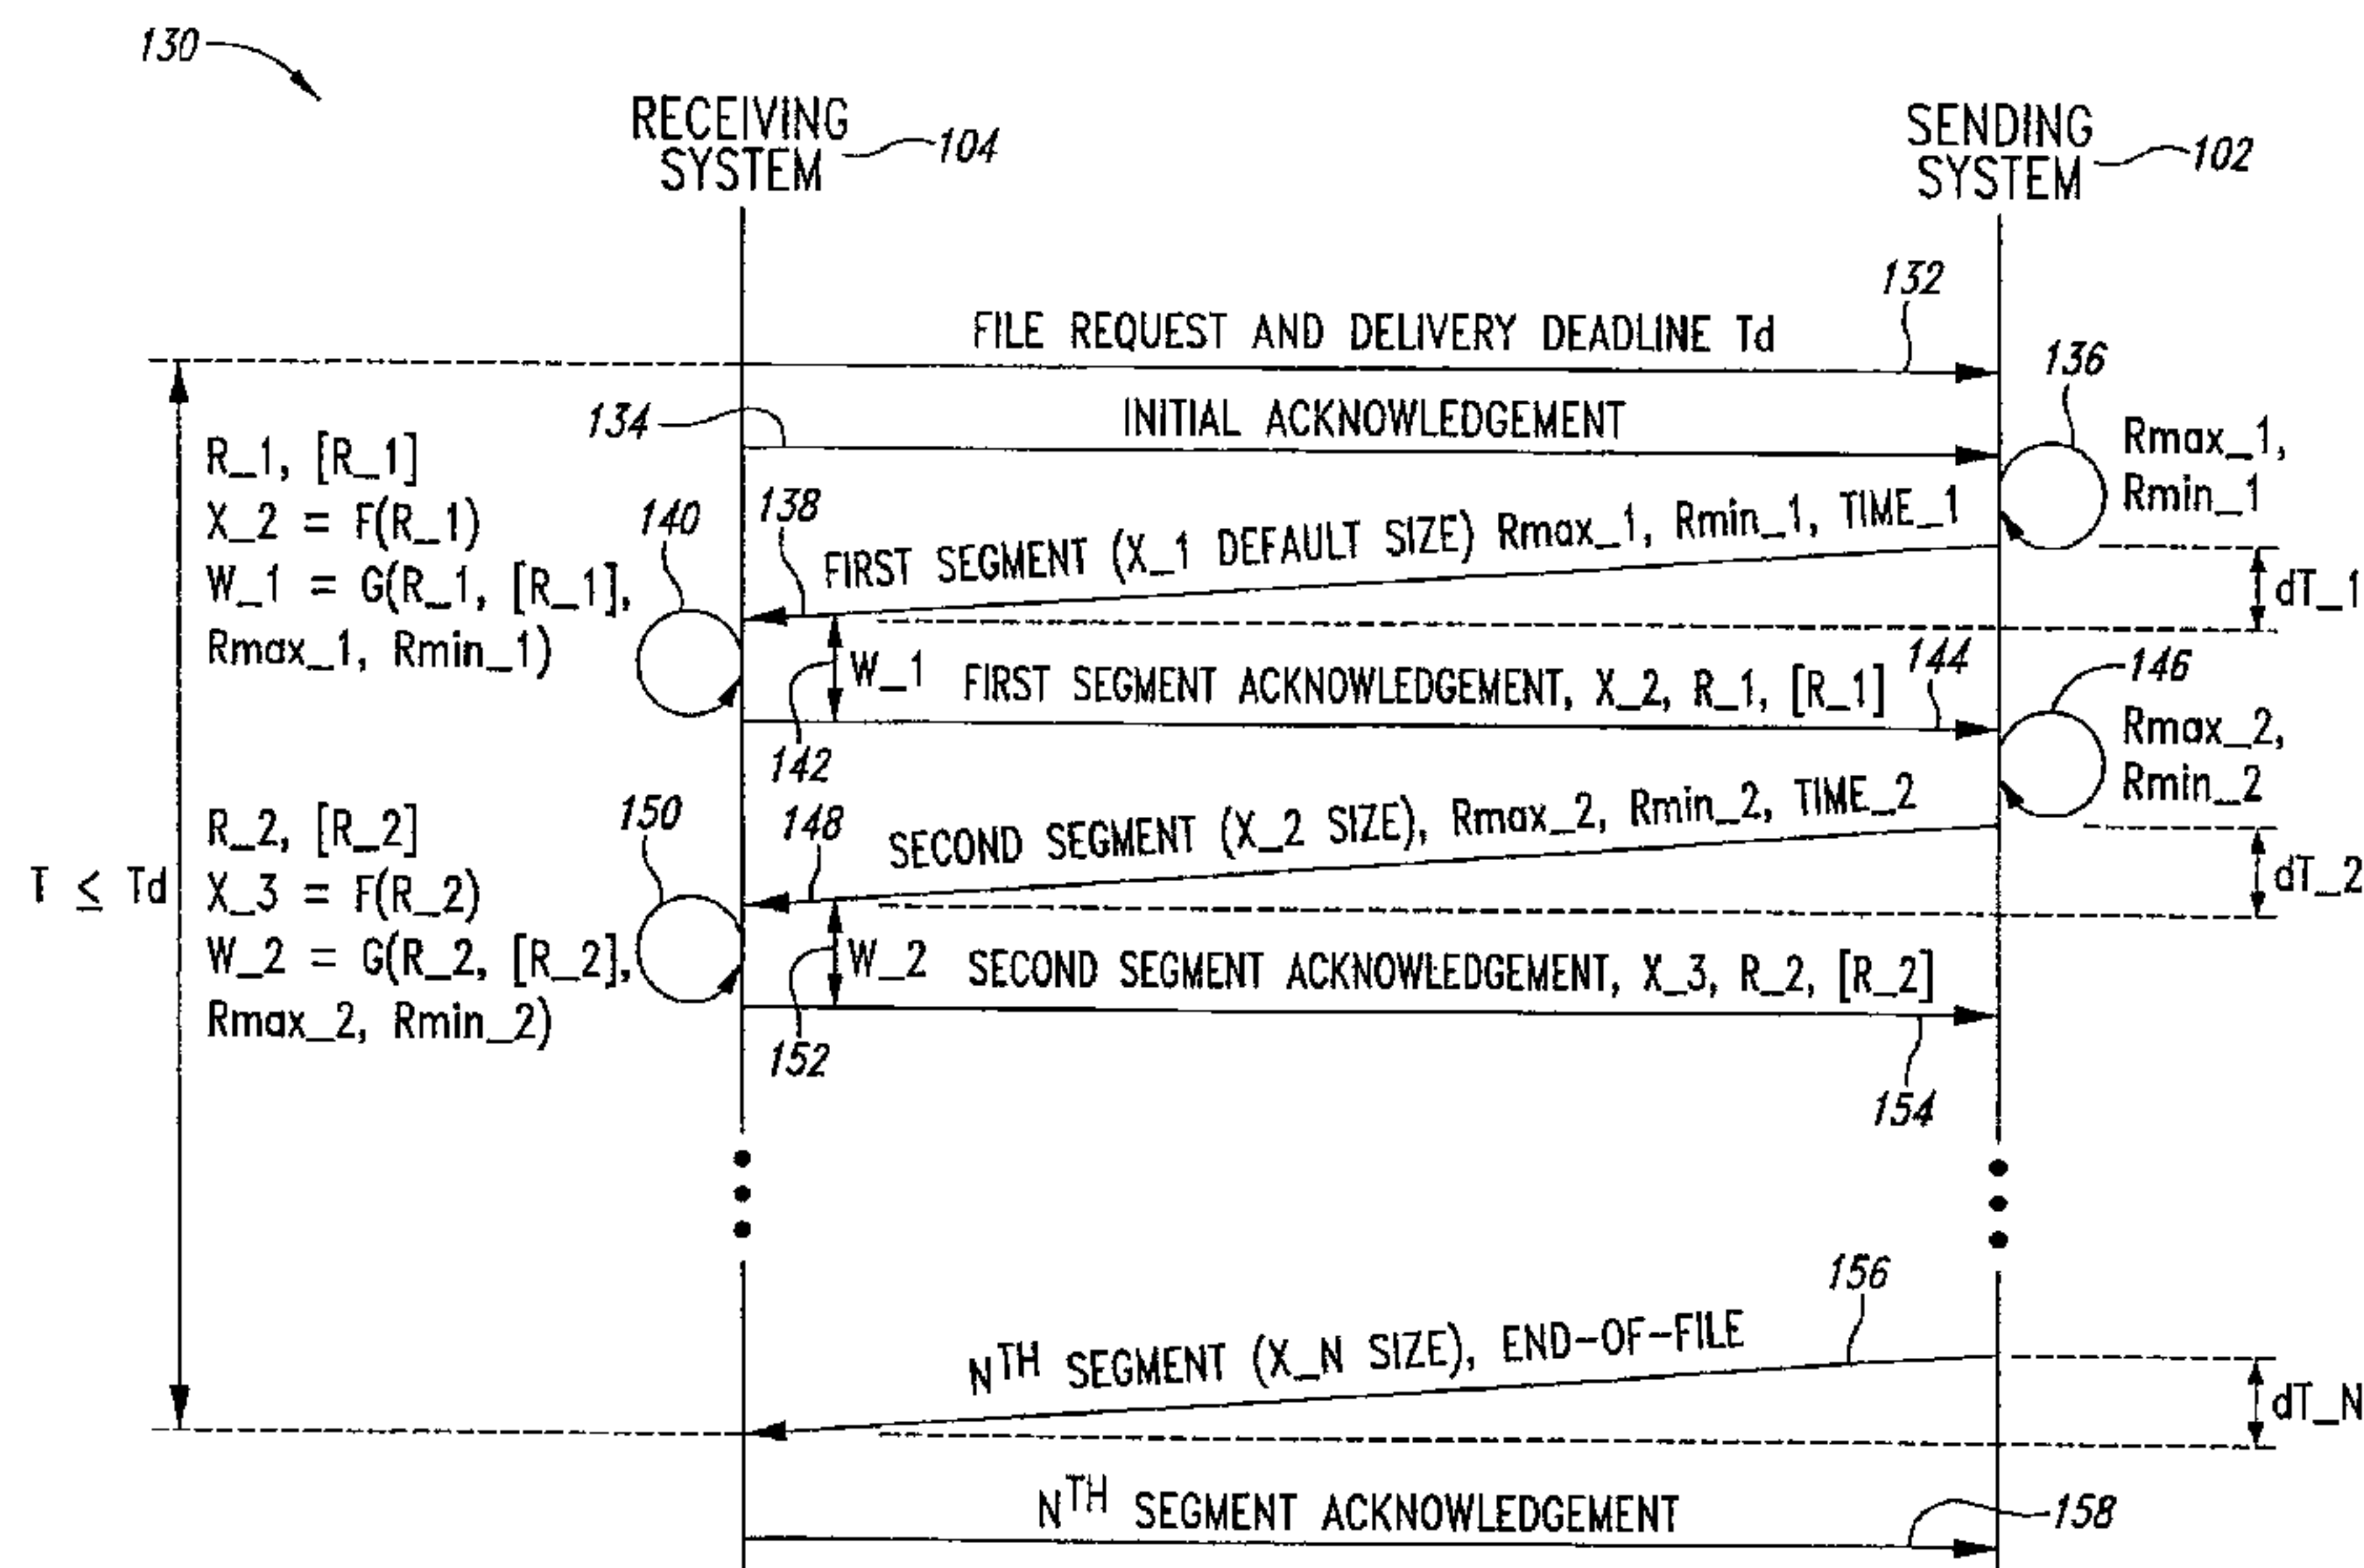 130
RECEIVING
SYSTEM
104
SENDING
SYSTEM
102
132
FILE REQUEST AND DELIVERY DEADLINE Td
136
134
INITIAL ACKNOWLEDGEMENT
Rmax_1,
Rmin_1
R_1, [R_1]
X_2 = F(R_1)
W_1 = G(R_1, [R_1],
Rmax_1, Rmin_1)
140
138
FIRST SEGMENT (X_1 DEFAULT SIZE) Rmax_1, Rmin_1, TIME_1
dT_1
W_1
142
FIRST SEGMENT ACKNOWLEDGEMENT, X_2, R_1, [R_1]
144
146
Rmax_2,
Rmin_2
T ≤ Td
R_2, [R_2]
X_3 = F(R_2)
W_2 = G(R_2, [R_2],
Rmax_2, Rmin_2)
150
148
SECOND SEGMENT (X_2 SIZE), Rmax_2, Rmin_2, TIME_2
dT_2
W_2
152
SECOND SEGMENT ACKNOWLEDGEMENT, X_3, R_2, [R_2]
154
156
NTH SEGMENT (X_N SIZE), END-OF-FILE
dT_N
NTH SEGMENT ACKNOWLEDGEMENT
158